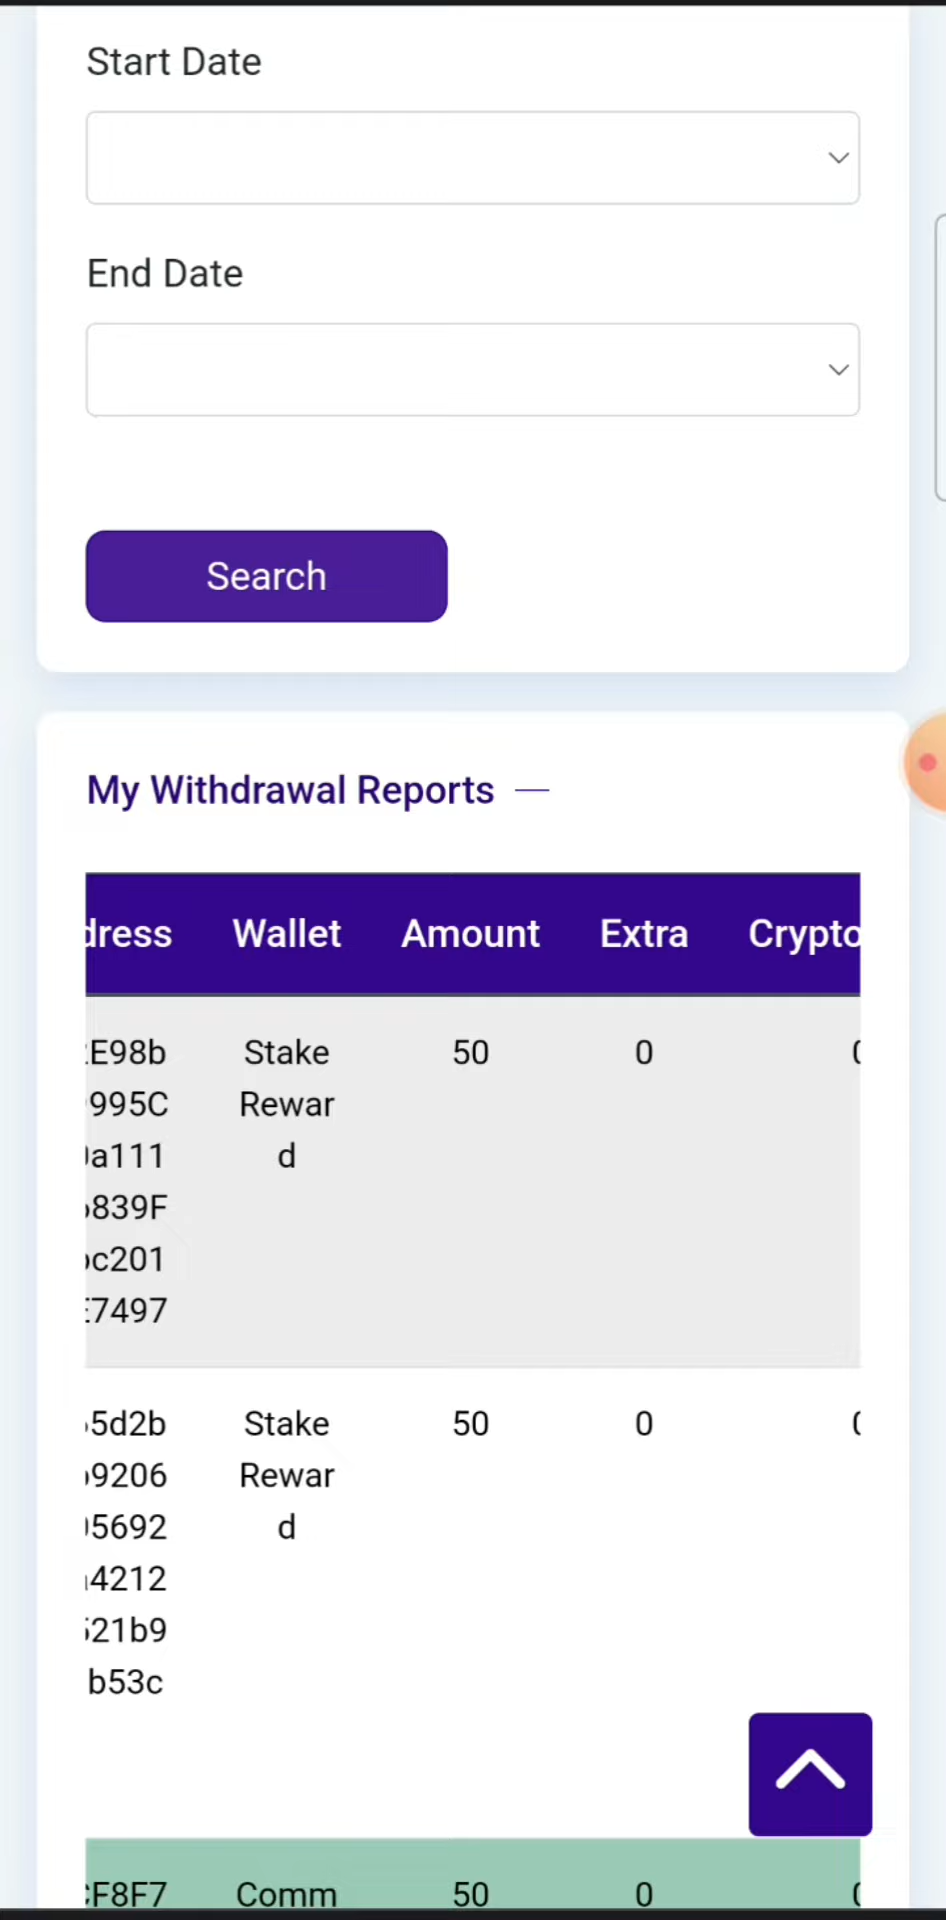 Start Date
End Date
Search
My Withdrawal Reports
dress Wallet Amount Extra Crypto
E98b Stake 50 0
995C Rewar
a111 d
839F
c201
7497
5d2b Stake 50 0
9206 Rewar
5692 d
4212
21b9
b53c
F8F7 Comm 50 0